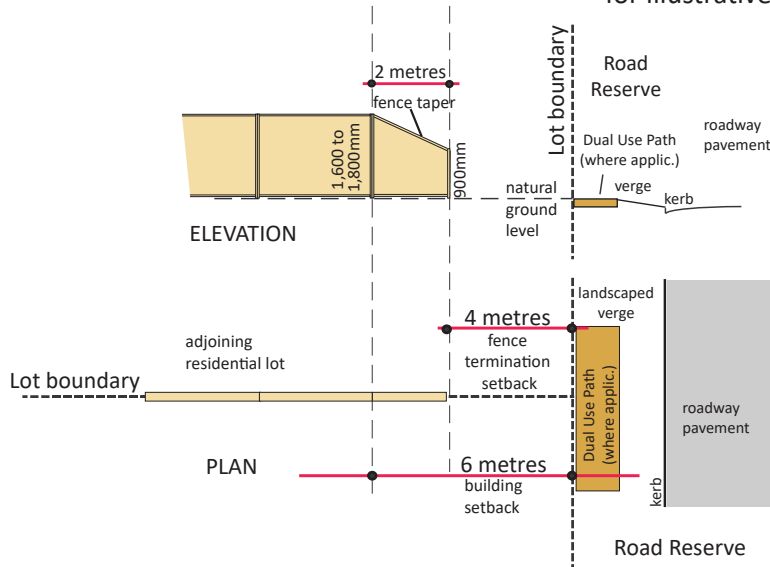 for illustrative
2 metres
fence taper
Lot boundary
Road
Reserve
Dual Use Path
(where applic.)
roadway
pavement
1,600 to
1,800mm
900mm
natural
ground
level
verge
kerb
ELEVATION
landscaped
verge
4 metres
fence
termination
setback
adjoining
residential lot
Lot boundary
Dual Use Path
(where applic.)
roadway
pavement
PLAN
6 metres
building
setback
kerb
Road Reserve